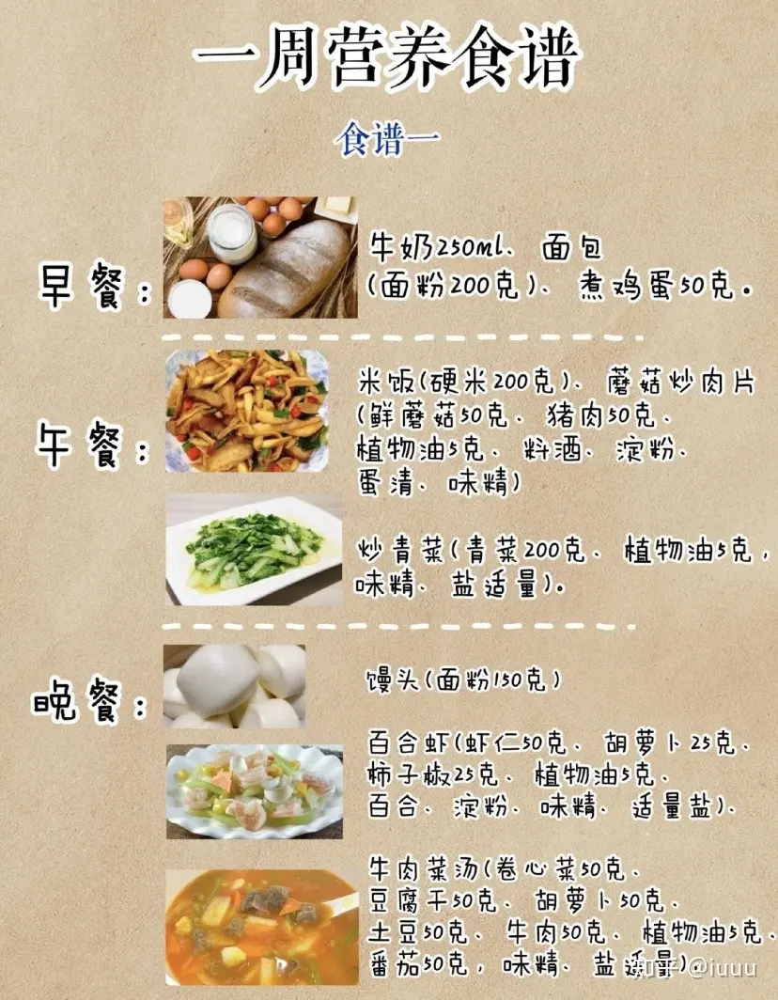 一周营养食谱
食谱一
早餐：
牛奶250ml、面包
(面粉200克)、煮鸡蛋50克。
午餐：
米饭(硬米200克)、蘑菇炒肉片
(鲜蘑菇50克、猪肉50克、
植物油5克、料酒、淀粉、
蛋清、味精)
炒青菜(青菜200克、植物油5克，
味精、盐适量)。
晚餐：
馒头(面粉150克)
百合虾(虾仁50克、胡萝卜25克、
柿子椒25克、植物油5克、
百合、淀粉、味精、适量盐)、
牛肉菜汤(卷心菜50克、
豆腐干50克、胡萝卜50克、
土豆50克、牛肉50克、植物油5克、
番茄50克，味精、盐适量)
知乎 @iuuu